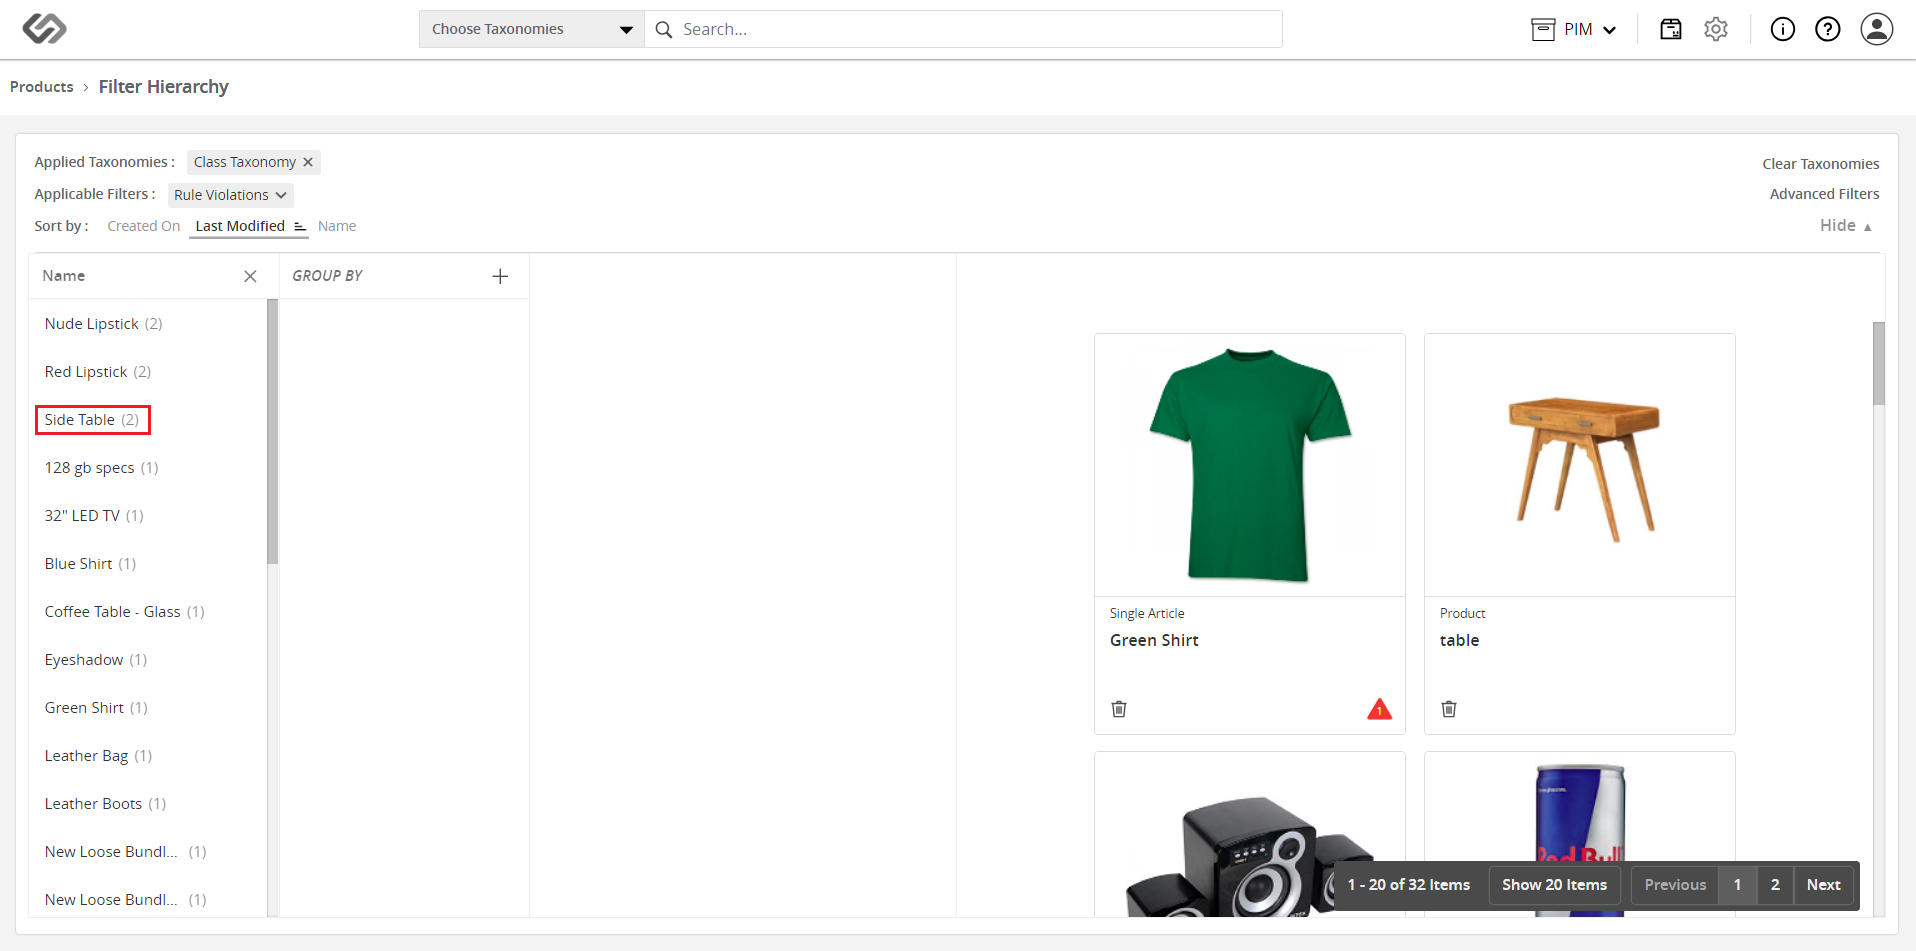 Choose Taxonomies
Search...
PIM
Products › Filter Hierarchy
Applied Taxonomies : Class Taxonomy ✕
Clear Taxonomies
Applicable Filters : Rule Violations
Advanced Filters
Sort by : Created On Last Modified Name
Hide ▲
Name
GROUP BY
Nude Lipstick (2)
Red Lipstick (2)
Side Table (2)
128 gb specs (1)
32" LED TV (1)
Blue Shirt (1)
Coffee Table - Glass (1)
Eyeshadow (1)
Green Shirt (1)
Leather Bag (1)
Leather Boots (1)
New Loose Bundl... (1)
New Loose Bundl... (1)
Single Article
Green Shirt
1
Product
table
Red Bull
1 - 20 of 32 Items
Show 20 Items
Previous 1 2 Next